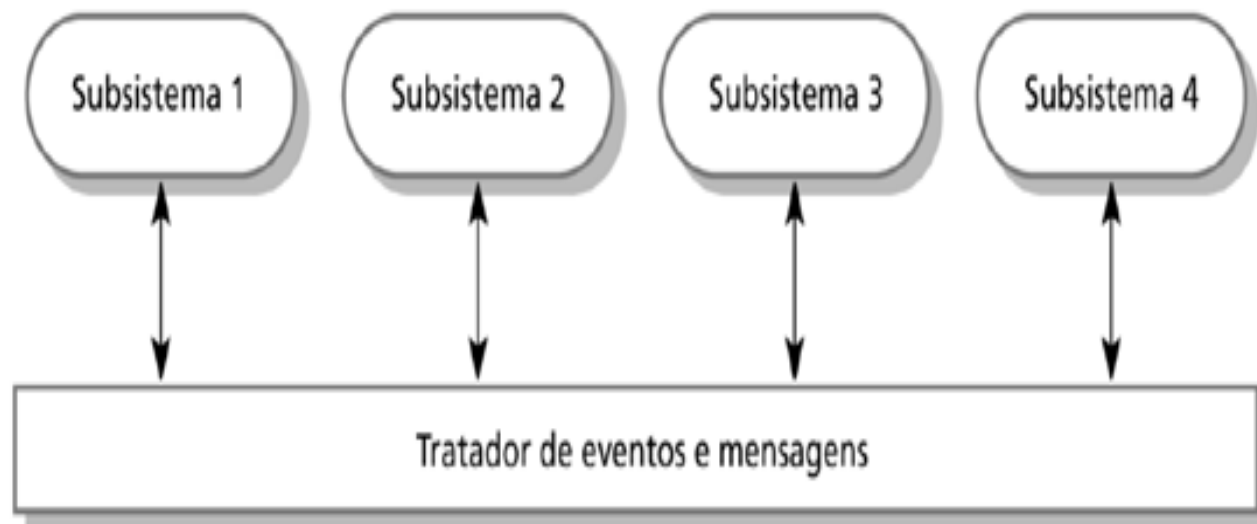 Subsistema 1
Subsistema 2
Subsistema 3
Subsistema 4
Tratador de eventos e mensagens